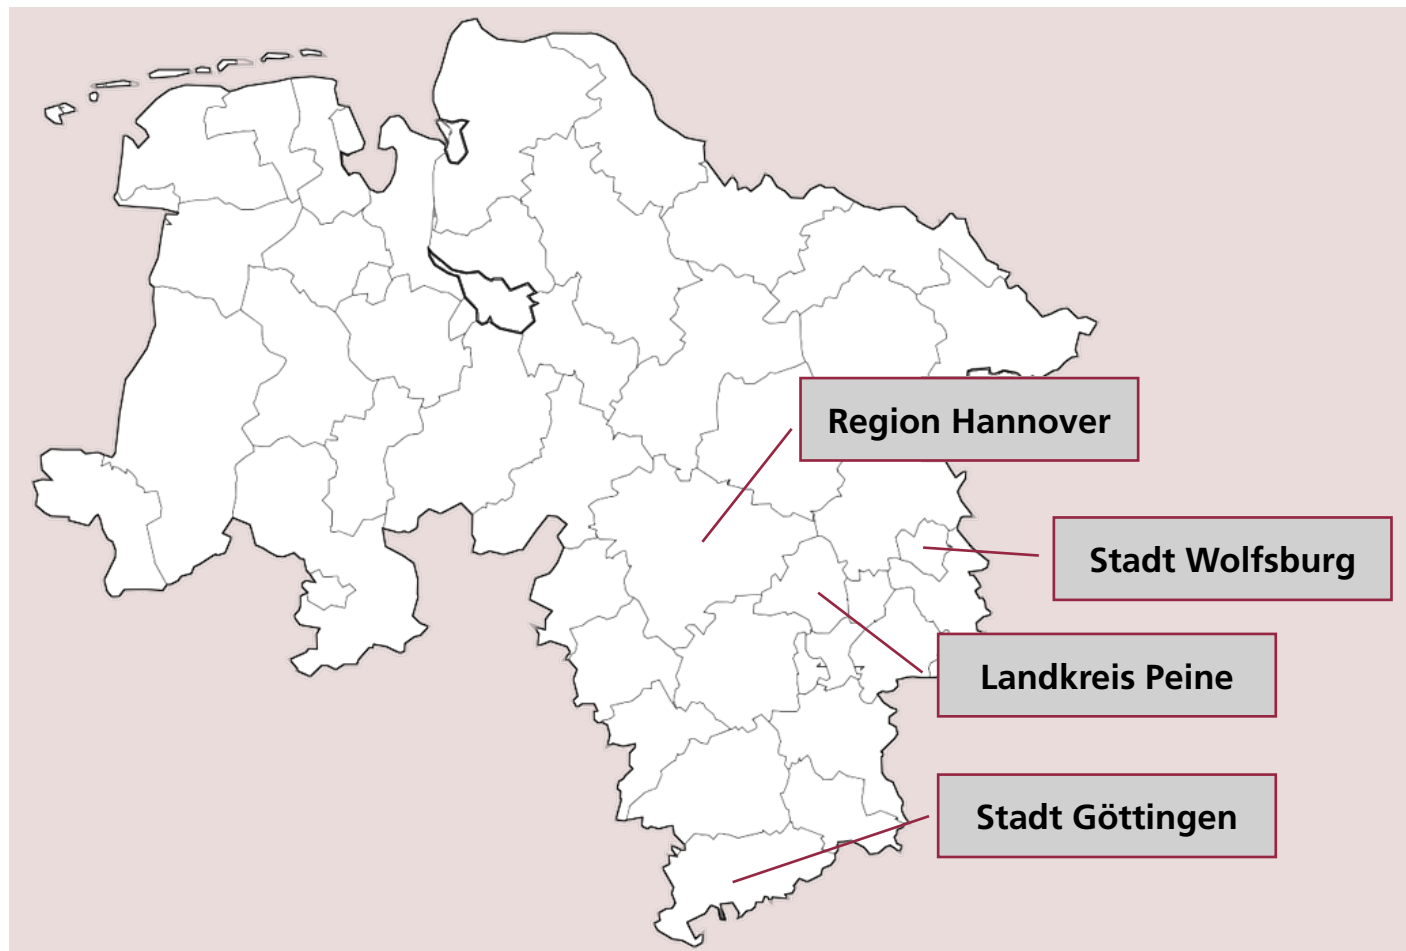 Region Hannover
Stadt Wolfsburg
Landkreis Peine
Stadt Göttingen